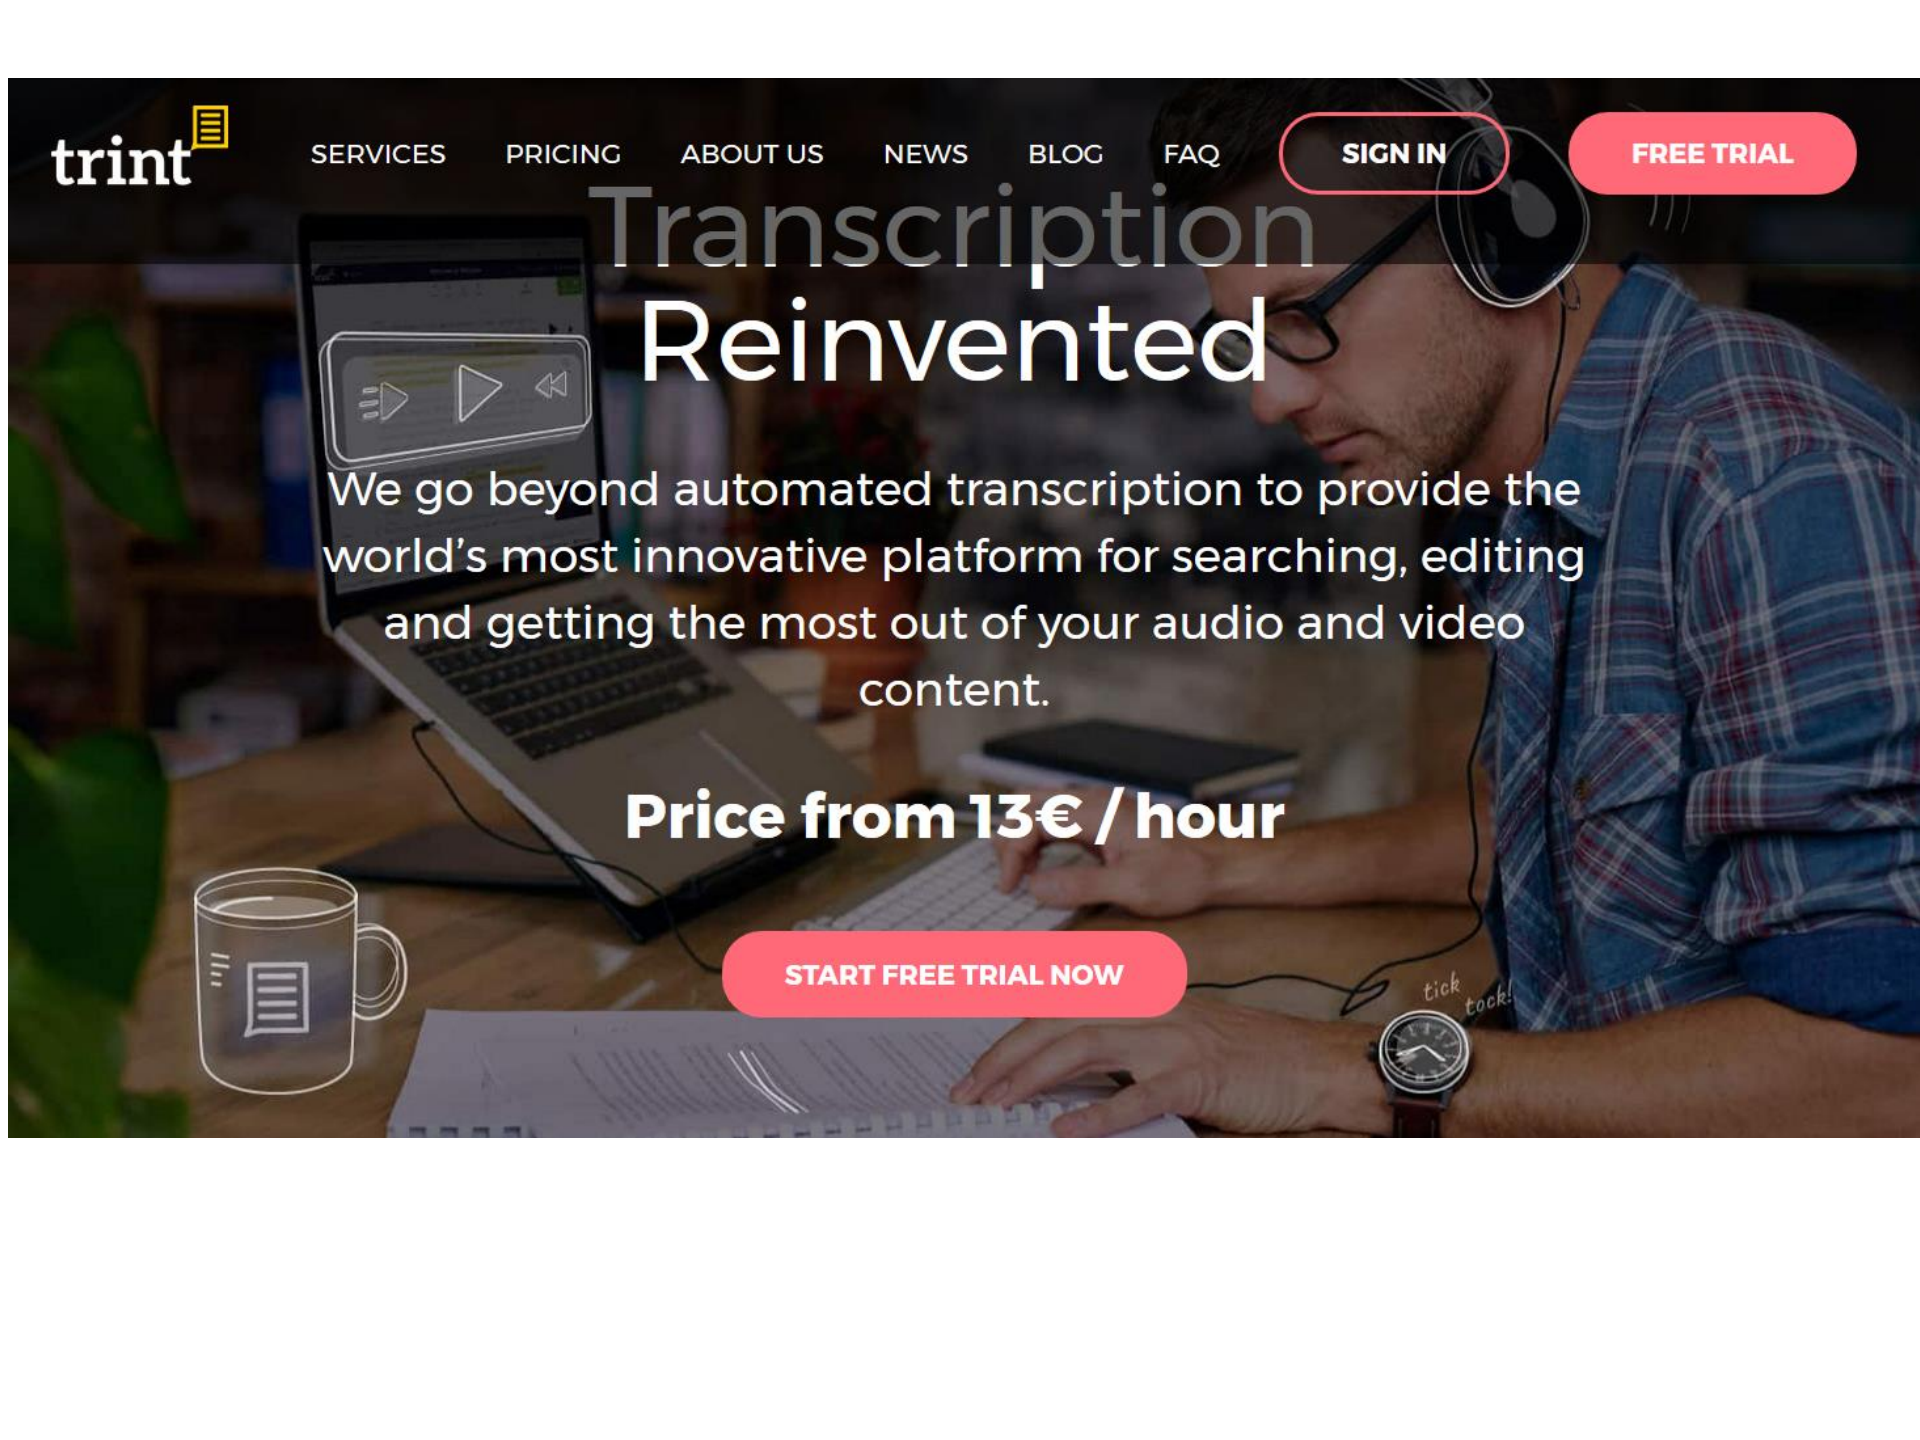 trint
SERVICES PRICING ABOUT US NEWS BLOG FAQ SIGN IN FREE TRIAL
Transcription
Reinvented
We go beyond automated transcription to provide the
world's most innovative platform for searching, editing
and getting the most out of your audio and video
content.
Price from 13€ / hour
START FREE TRIAL NOW
tick
tock!